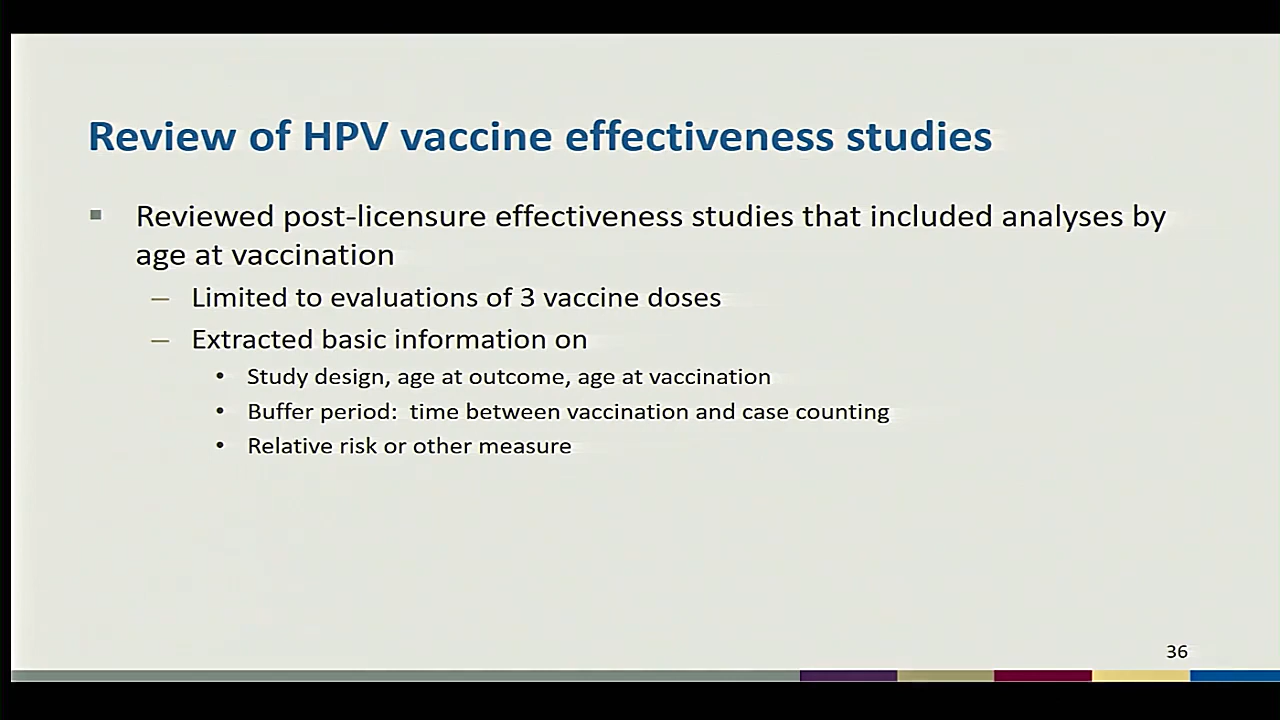 Review of HPV vaccine effectiveness studies
▪ Reviewed post-licensure effectiveness studies that included analyses by
age at vaccination
– Limited to evaluations of 3 vaccine doses
– Extracted basic information on
• Study design, age at outcome, age at vaccination
• Buffer period:  time between vaccination and case counting
• Relative risk or other measure
36